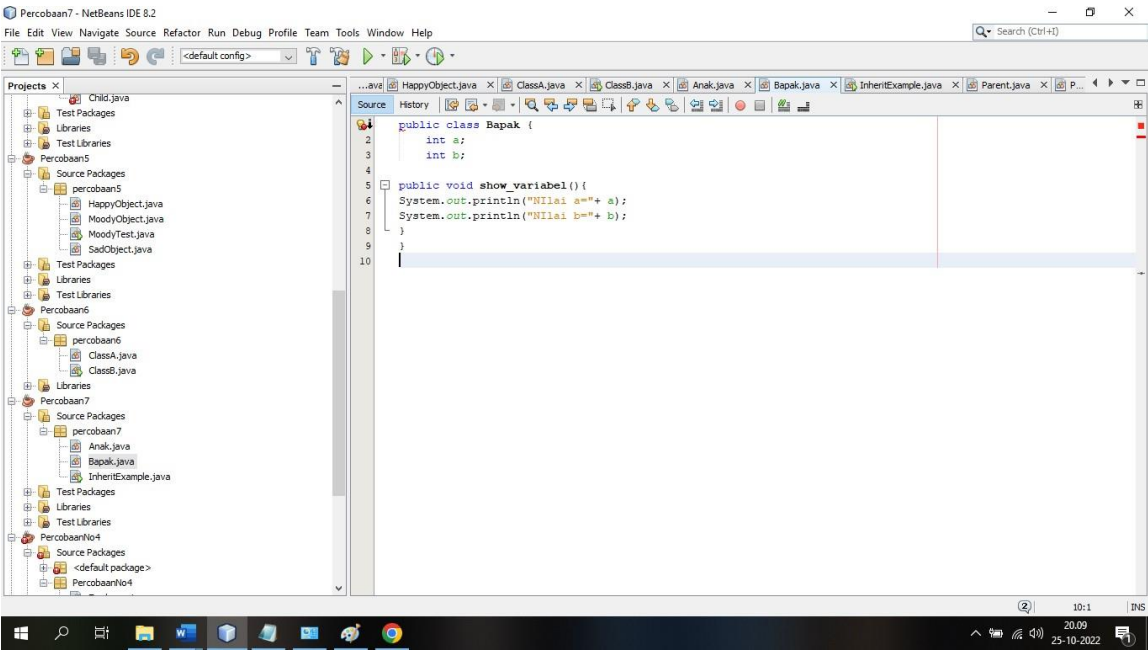 Percobaan7 - NetBeans IDE 8.2
File Edit View Navigate Source Refactor Run Debug Profile Team Tools Window Help
Search (Ctrl+I)
<default config>
Projects
...ava HappyObject.java ClassA.java ClassB.java Anak.java Bapak.java InheritExample.java Parent.java P...
Source History
Child.java
Test Packages
Libraries
Test Libraries
Percobaan5
Source Packages
percobaan5
HappyObject.java
MoodyObject.java
MoodyTest.java
SadObject.java
Test Packages
Libraries
Test Libraries
Percobaan6
Source Packages
percobaan6
ClassA.java
ClassB.java
Libraries
Percobaan7
Source Packages
percobaan7
Anak.java
Bapak.java
InheritExample.java
Test Packages
Libraries
Test Libraries
PercobaanNo4
Source Packages
<default package>
PercobaanNo4
public class Bapak {
2 int a;
3 int b;
4
5 public void show_variabel(){
6 System.out.println("NIlai a="+ a);
7 System.out.println("NIlai b="+ b);
8 }
9 }
10
2 10:1 INS
20.09
25-10-2022